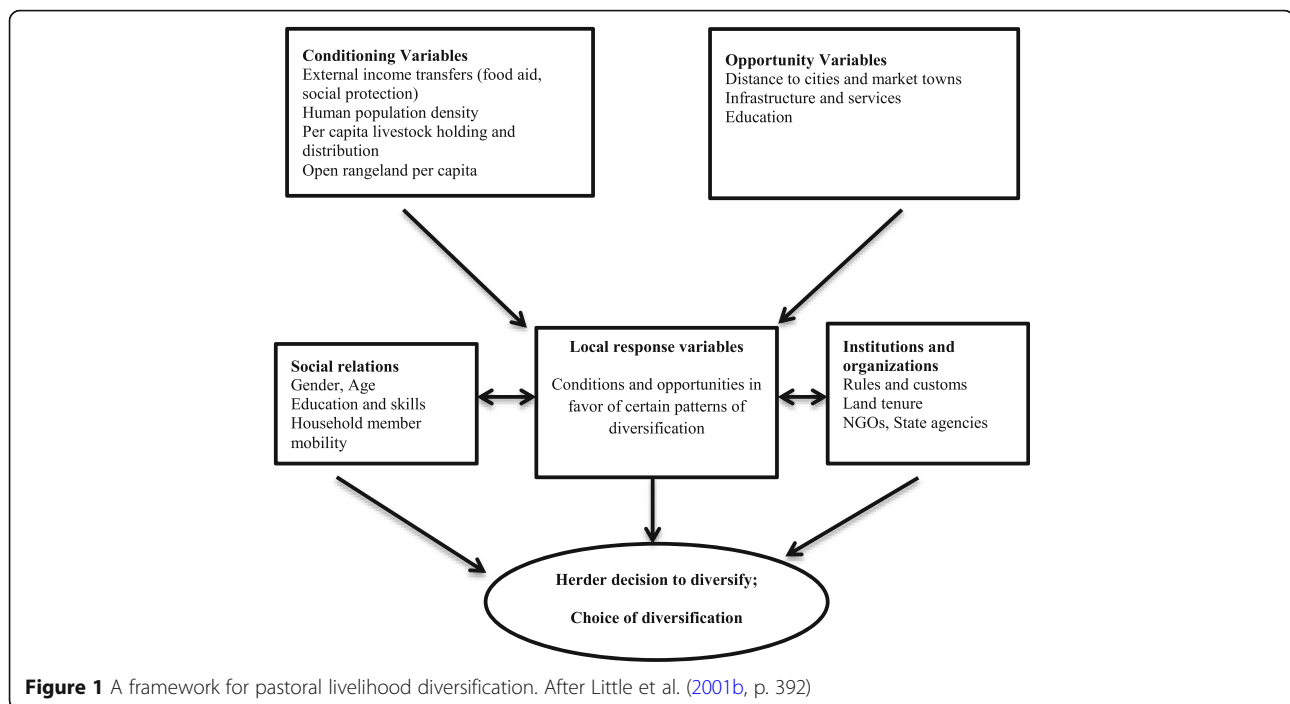 Conditioning Variables
External income transfers (food aid,
social protection)
Human population density
Per capita livestock holding and
distribution
Open rangeland per capita
Opportunity Variables
Distance to cities and market towns
Infrastructure and services
Education
Social relations
Gender, Age
Education and skills
Household member
mobility
Local response variables
Conditions and opportunities in
favor of certain patterns of
diversification
Institutions and
organizations
Rules and customs
Land tenure
NGOs, State agencies
Herder decision to diversify;
Choice of diversification
Figure 1 A framework for pastoral livelihood diversification. After Little et al. (2001b, p. 392)